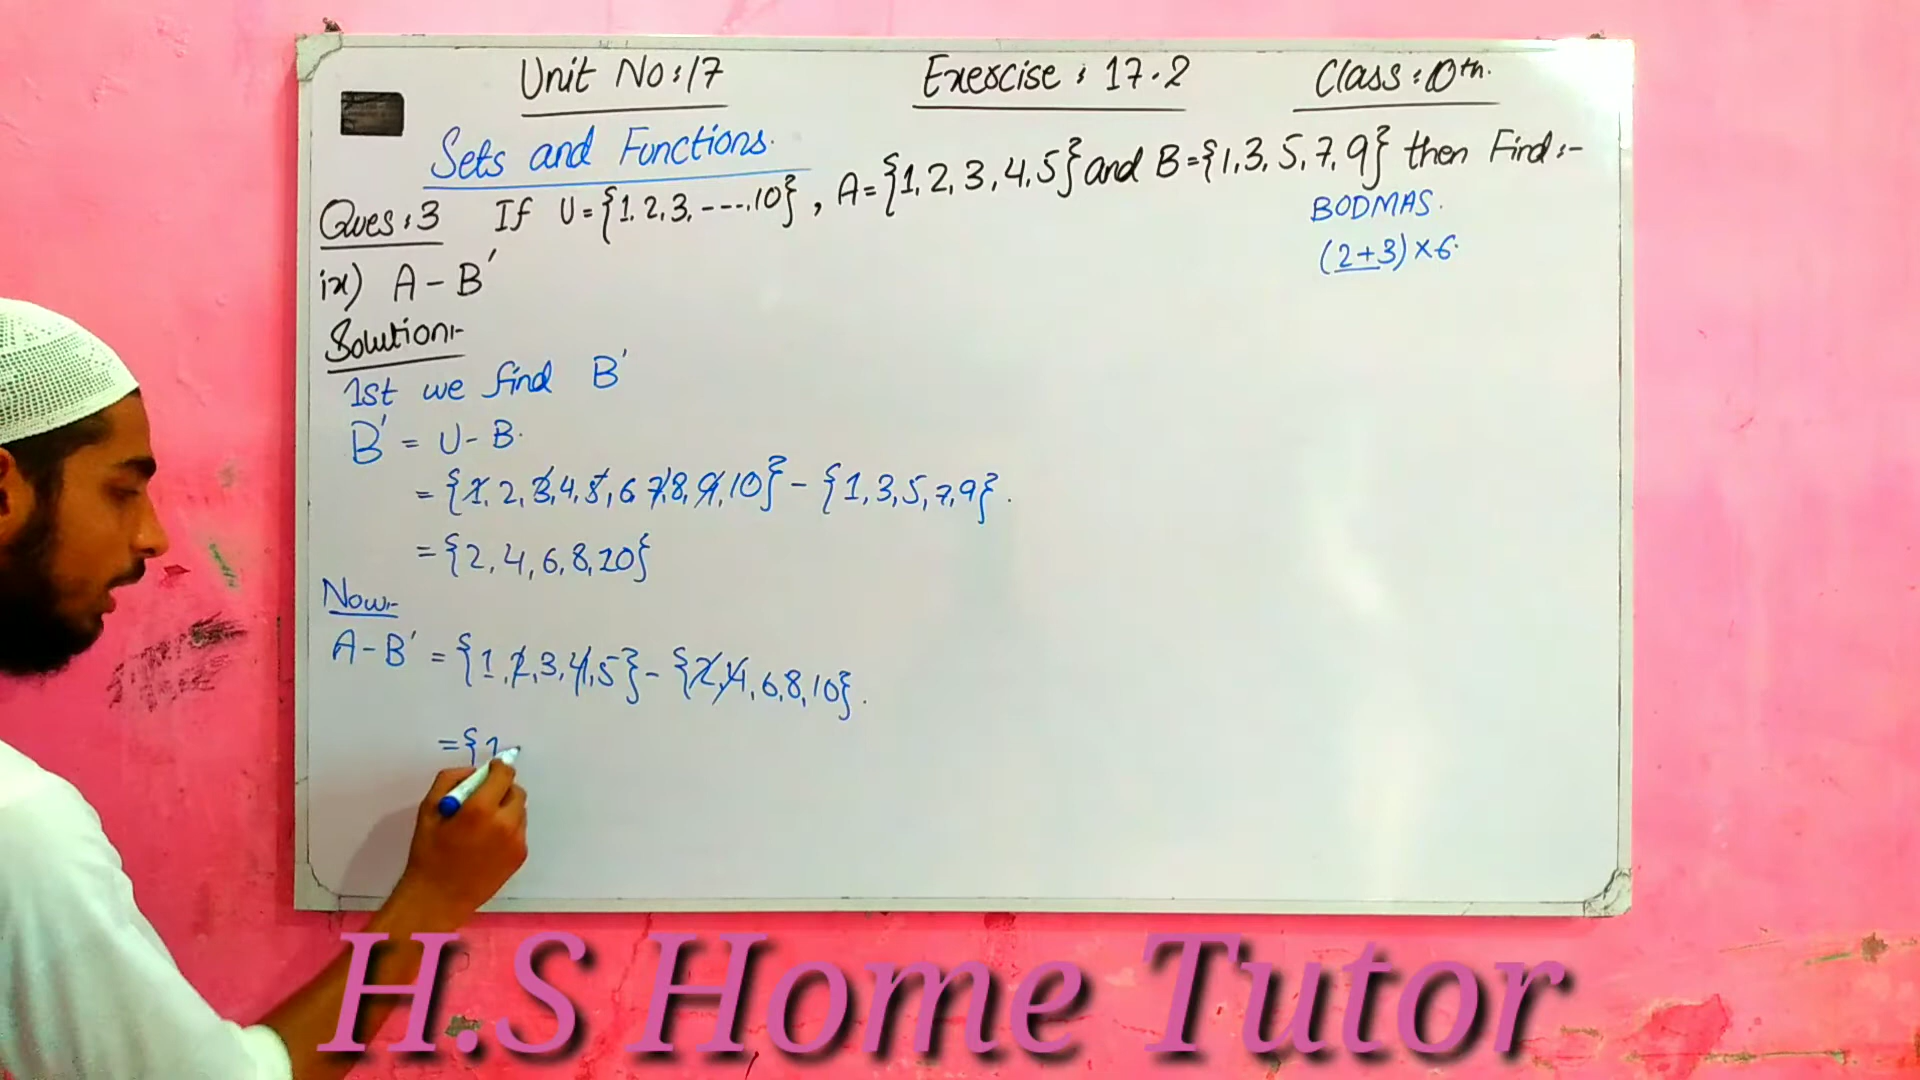 Unit No:17 Exercise: 17.2 Class:10th.
Sets and Functions.
Ques:3 If U={1,2,3,----,10}, A={1,2,3,4,5} and B={1,3,5,7,9} then Find:-
BODMAS.
(2+3)×6.
ix) A-B'
Solution:-
1st we find B'
B' = U-B.
={1,2,3,4,5,6 7,8,9,10}-{1,3,5,7,9}.
={2,4,6,8,10}
Now:-
A-B' ={1,2,3,4,5}-{2,4,6,8,10}.
={1
H.S Home Tutor